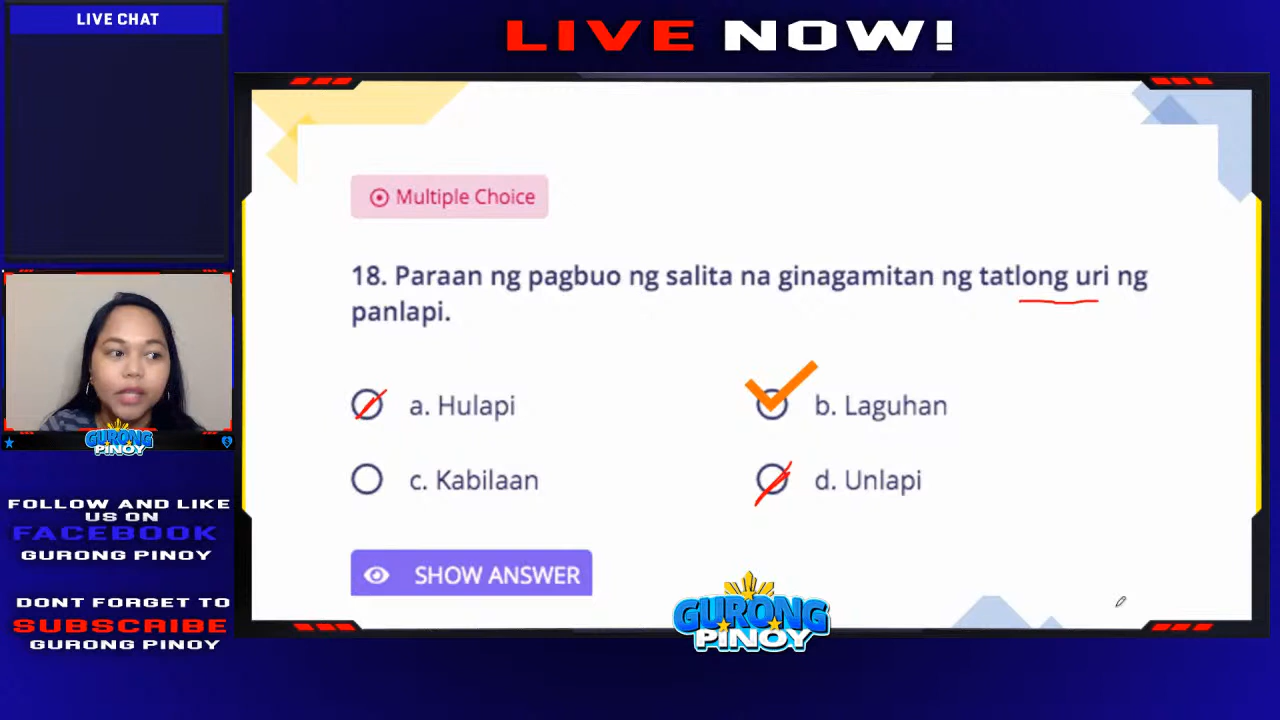 LIVE CHAT
LIVE NOW!
Multiple Choice
18. Paraan ng pagbuo ng salita na ginagamitan ng tatlong uri ng
panlapi.
a. Hulapi
b. Laguhan
c. Kabilaan
d. Unlapi
SHOW ANSWER
GURONG
PINOY
FOLLOW AND LIKE
US ON
FACEBOOK
GURONG PINOY
DONT FORGET TO
SUBSCRIBE
GURONG PINOY
GURONG
PINOY